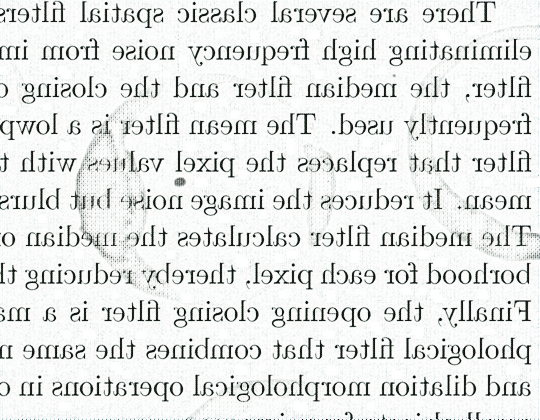 There are several classic spatial filters
eliminating high frequency noise from im
filter, the median filter and the closing o
frequently used. The mean filter is a lowp
filter that replaces the pixel values with t
mean. It reduces the image noise but blurs
The median filter calculates the median o
borhood for each pixel, thereby reducing th
Finally, the opening closing filter is a ma
phological filter that combines the same n
and dilation morphological operations in o